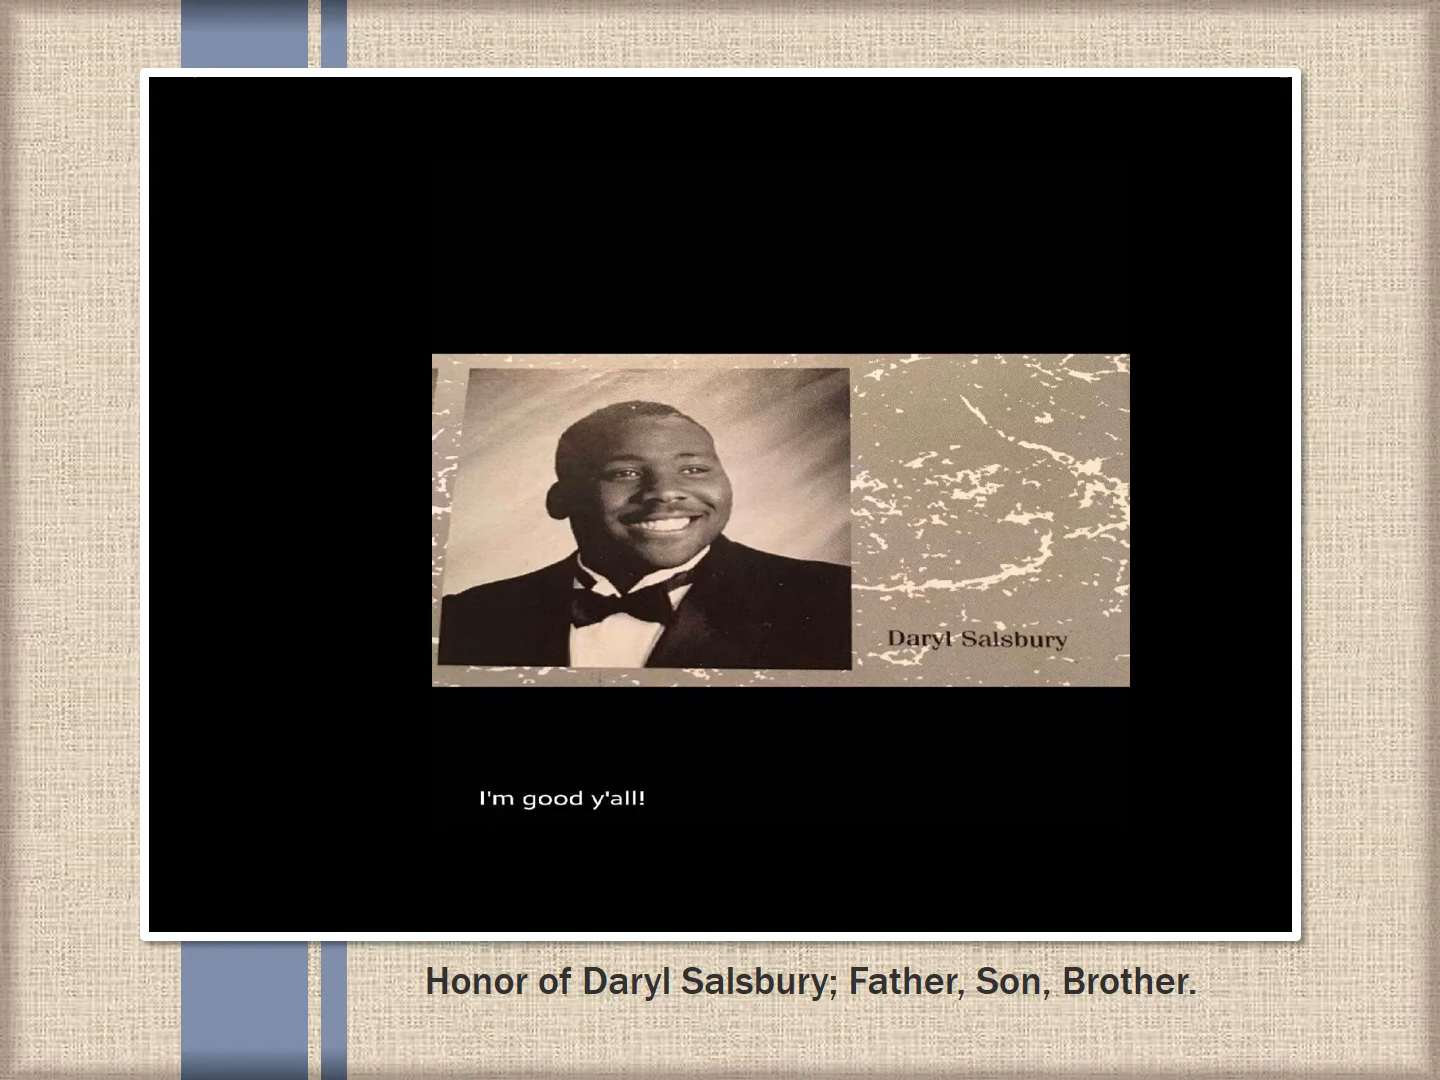 Daryl Salsbury
I'm good y'all!
Honor of Daryl Salsbury; Father, Son, Brother.